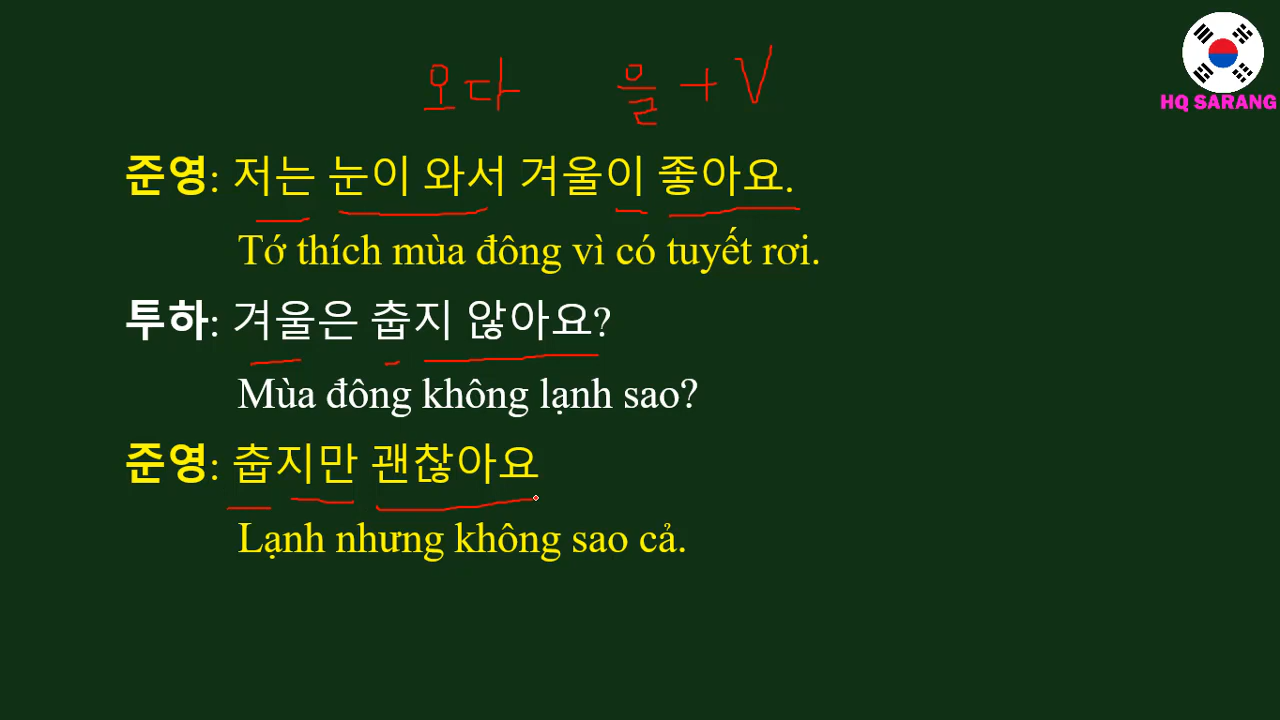 HQ SARANG
오다 을 + V
준영: 저는 눈이 와서 겨울이 좋아요.
Tớ thích mùa đông vì có tuyết rơi.
투하: 겨울은 춥지 않아요?
Mùa đông không lạnh sao?
준영: 춥지만 괜찮아요
Lạnh nhưng không sao cả.